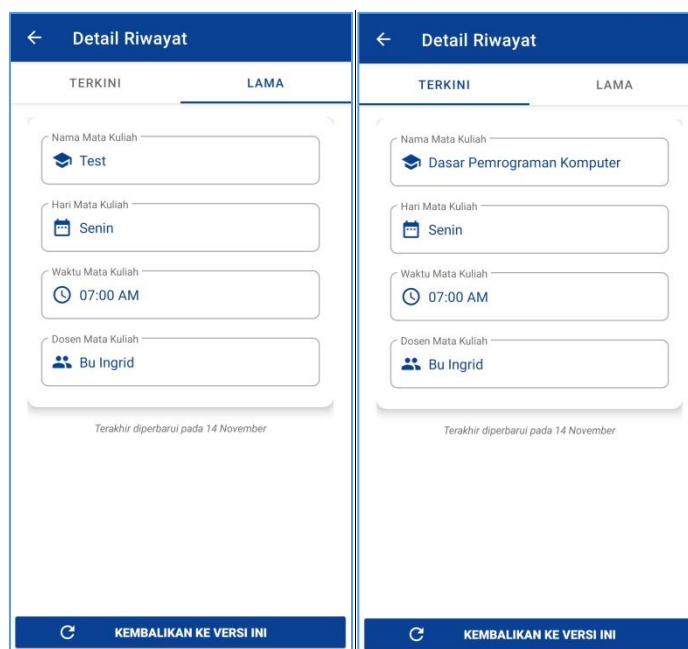 Detail Riwayat
TERKINI LAMA
Nama Mata Kuliah
Test
Hari Mata Kuliah
Senin
Waktu Mata Kuliah
07:00 AM
Dosen Mata Kuliah
Bu Ingrid
Terakhir diperbarui pada 14 November
KEMBALIKAN KE VERSI INI
Detail Riwayat
TERKINI LAMA
Nama Mata Kuliah
Dasar Pemrograman Komputer
Hari Mata Kuliah
Senin
Waktu Mata Kuliah
07:00 AM
Dosen Mata Kuliah
Bu Ingrid
Terakhir diperbarui pada 14 November
KEMBALIKAN KE VERSI INI